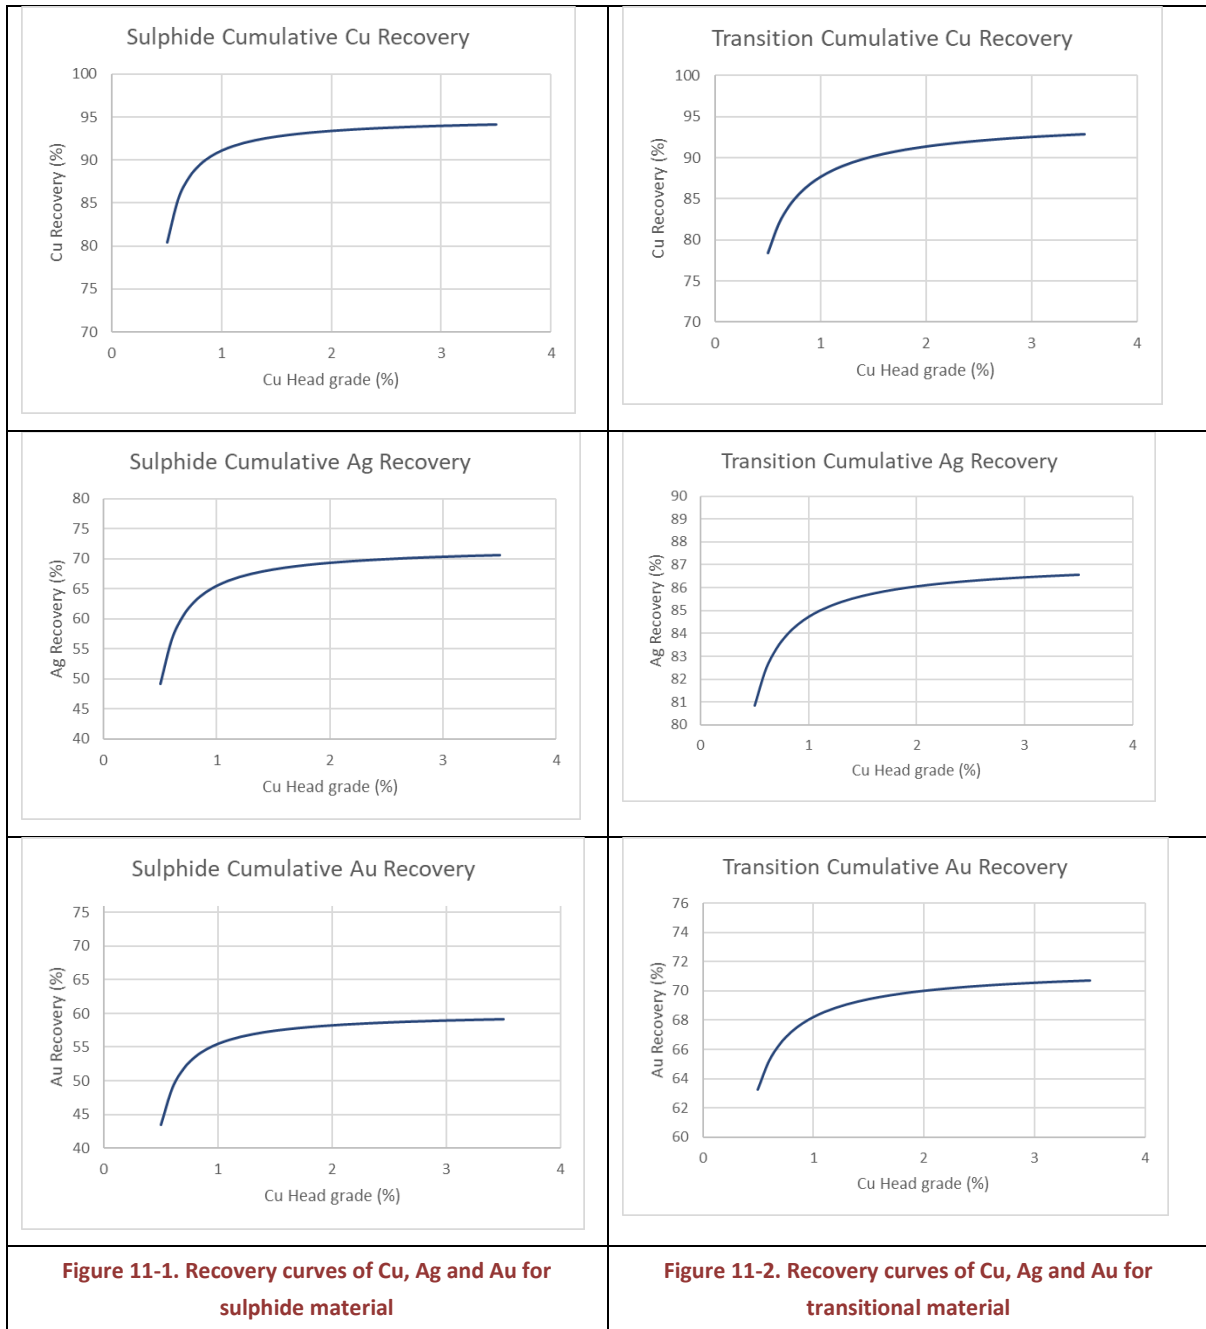 Sulphide Cumulative Cu Recovery
Cu Recovery (%)
100
95
90
85
80
75
70
0 1 2 3 4
Cu Head grade (%)
Transition Cumulative Cu Recovery
Cu Recovery (%)
100
95
90
85
80
75
70
0 1 2 3 4
Cu Head grade (%)
Sulphide Cumulative Ag Recovery
Ag Recovery (%)
80
75
70
65
60
55
50
45
40
0 1 2 3 4
Cu Head grade (%)
Transition Cumulative Ag Recovery
Ag Recovery (%)
90
89
88
87
86
85
84
83
82
81
80
0 1 2 3 4
Cu Head grade (%)
Sulphide Cumulative Au Recovery
Au Recovery (%)
75
70
65
60
55
50
45
40
0 1 2 3 4
Cu Head grade (%)
Transition Cumulative Au Recovery
Au Recovery (%)
76
74
72
70
68
66
64
62
60
0 1 2 3 4
Cu Head grade (%)
Figure 11-1. Recovery curves of Cu, Ag and Au for
sulphide material
Figure 11-2. Recovery curves of Cu, Ag and Au for
transitional material